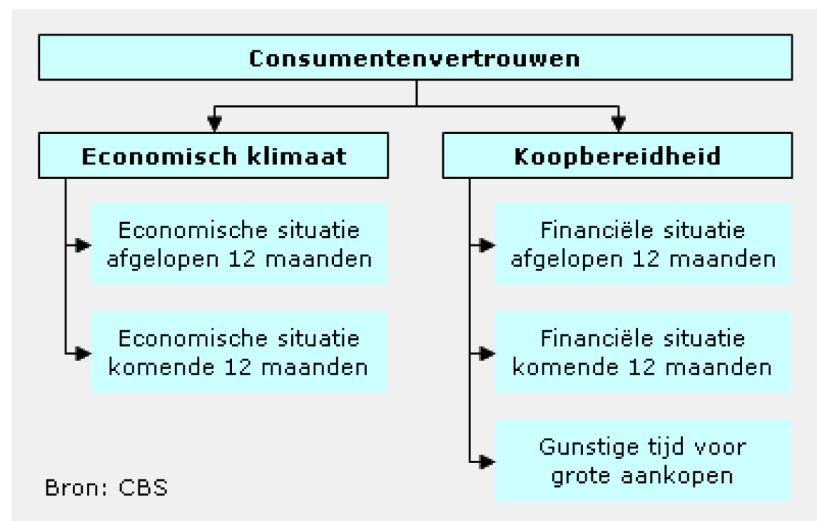 Consumentenvertrouwen
Economisch klimaat
Economische situatie
afgelopen 12 maanden
Economische situatie
komende 12 maanden
Koopbereidheid
Financiële situatie
afgelopen 12 maanden
Financiële situatie
komende 12 maanden
Gunstige tijd voor
grote aankopen
Bron: CBS